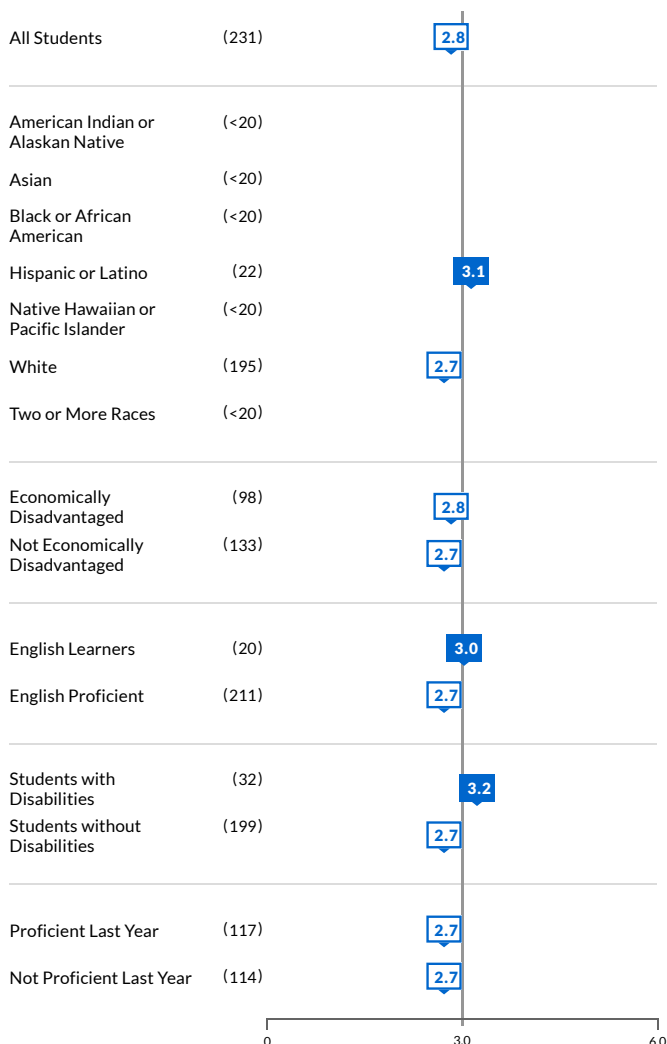 All Students (231) 2.8
American Indian or (<20)
Alaskan Native
Asian (<20)
Black or African (<20)
American
Hispanic or Latino (22) 3.1
Native Hawaiian or (<20)
Pacific Islander
White (195) 2.7
Two or More Races (<20)
Economically (98) 2.8
Disadvantaged
Not Economically (133) 2.7
Disadvantaged
English Learners (20) 3.0
English Proficient (211) 2.7
Students with (32) 3.2
Disabilities
Students without (199) 2.7
Disabilities
Proficient Last Year (117) 2.7
Not Proficient Last Year (114) 2.7
0 3.0 6.0